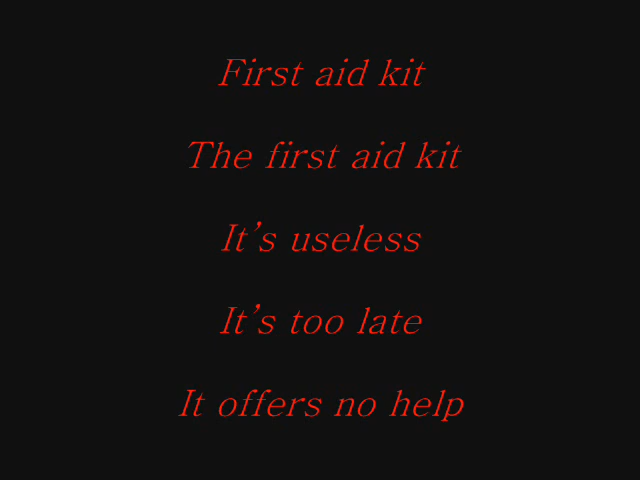 First aid kit
The first aid kit
It's useless
It's too late
It offers no help